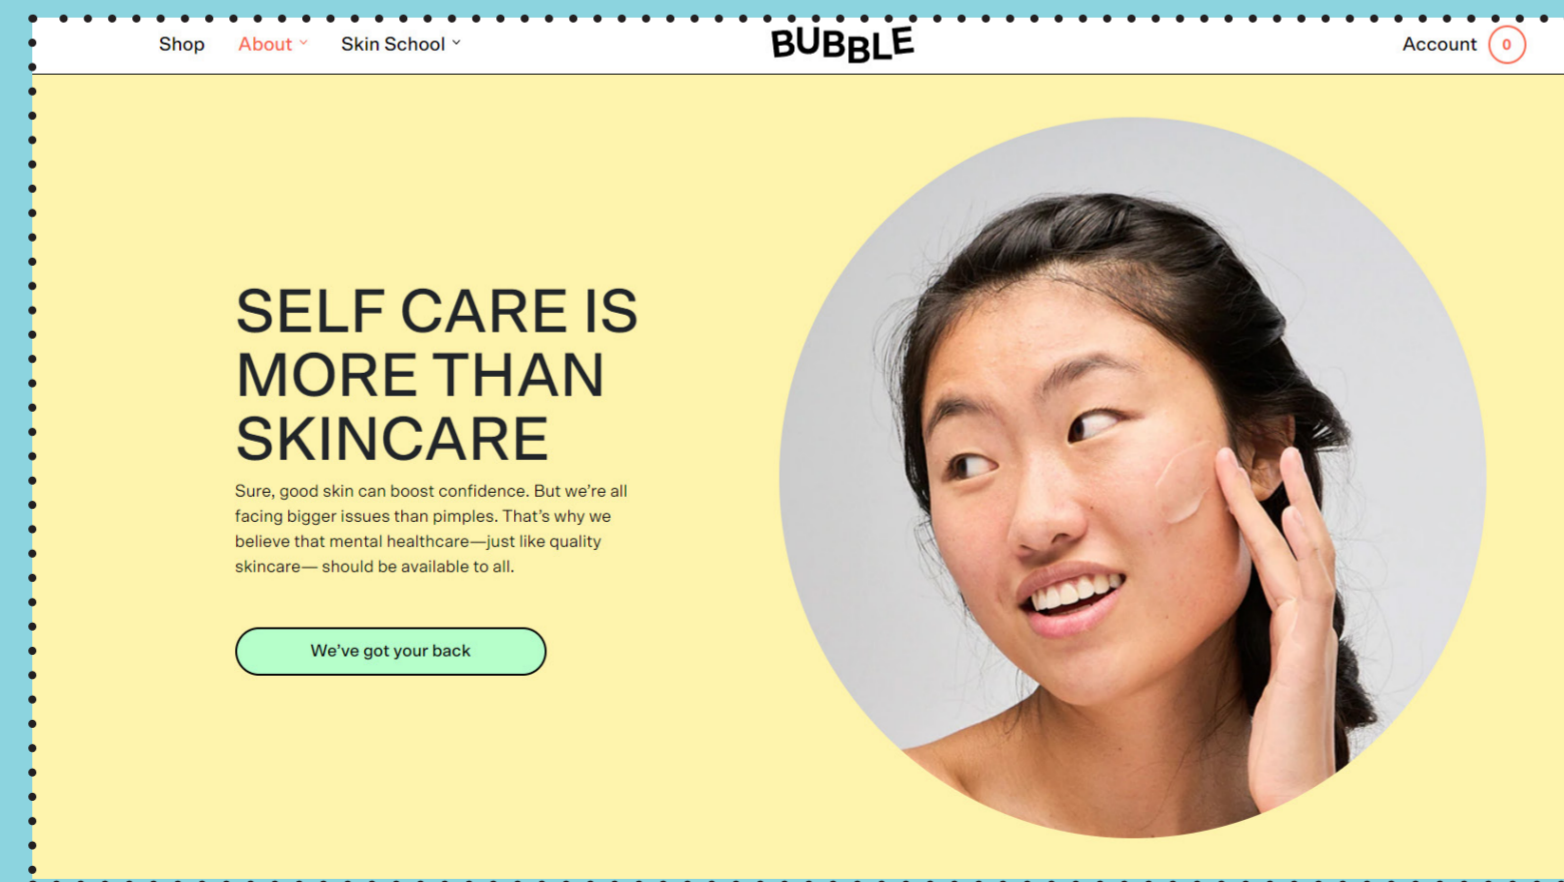 Shop About Skin School BUBBLE Account 0
SELF CARE IS
MORE THAN
SKINCARE
Sure, good skin can boost confidence. But we’re all
facing bigger issues than pimples. That’s why we
believe that mental healthcare—just like quality
skincare— should be available to all.
We’ve got your back